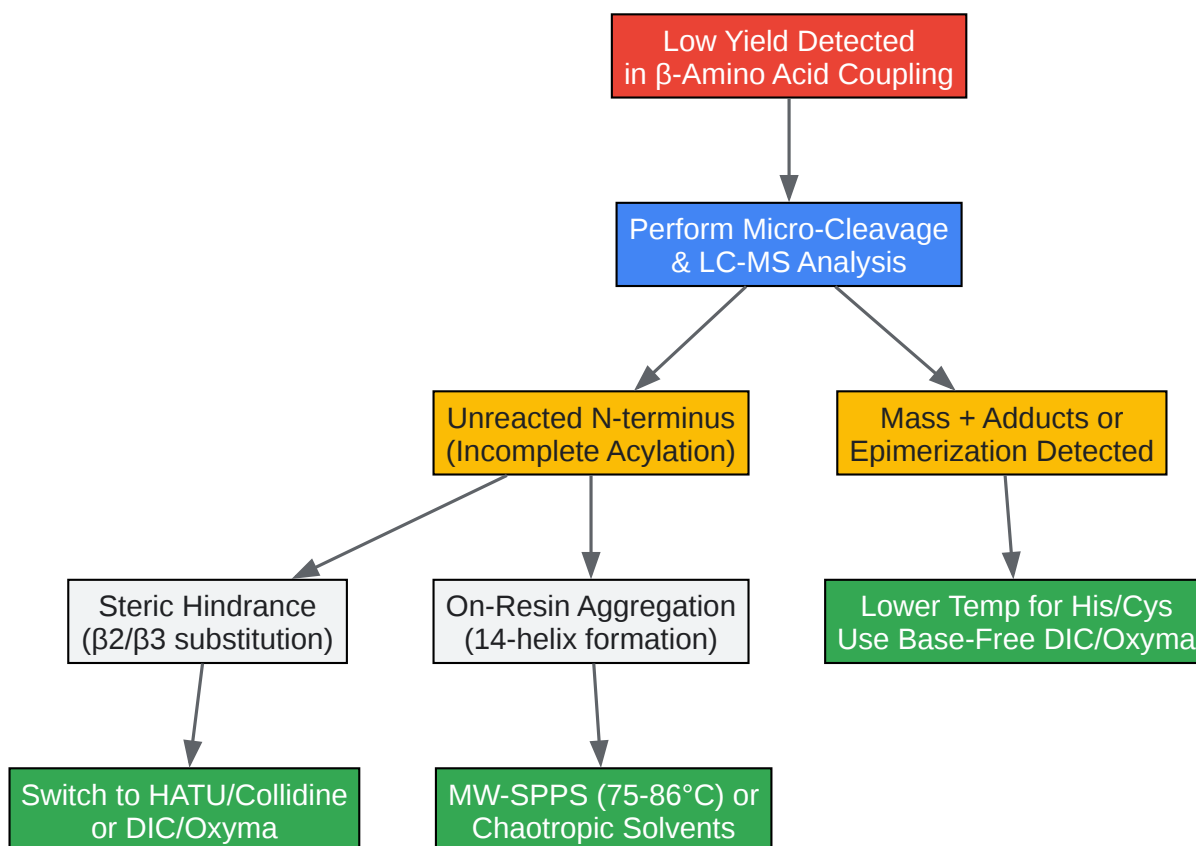 Low Yield Detected
in β-Amino Acid Coupling
Perform Micro-Cleavage
& LC-MS Analysis
Unreacted N-terminus
(Incomplete Acylation)
Mass + Adducts or
Epimerization Detected
Steric Hindrance
(β2/β3 substitution)
On-Resin Aggregation
(14-helix formation)
Lower Temp for His/Cys
Use Base-Free DIC/Oxyma
Switch to HATU/Collidine
or DIC/Oxyma
MW-SPPS (75-86°C) or
Chaotropic Solvents